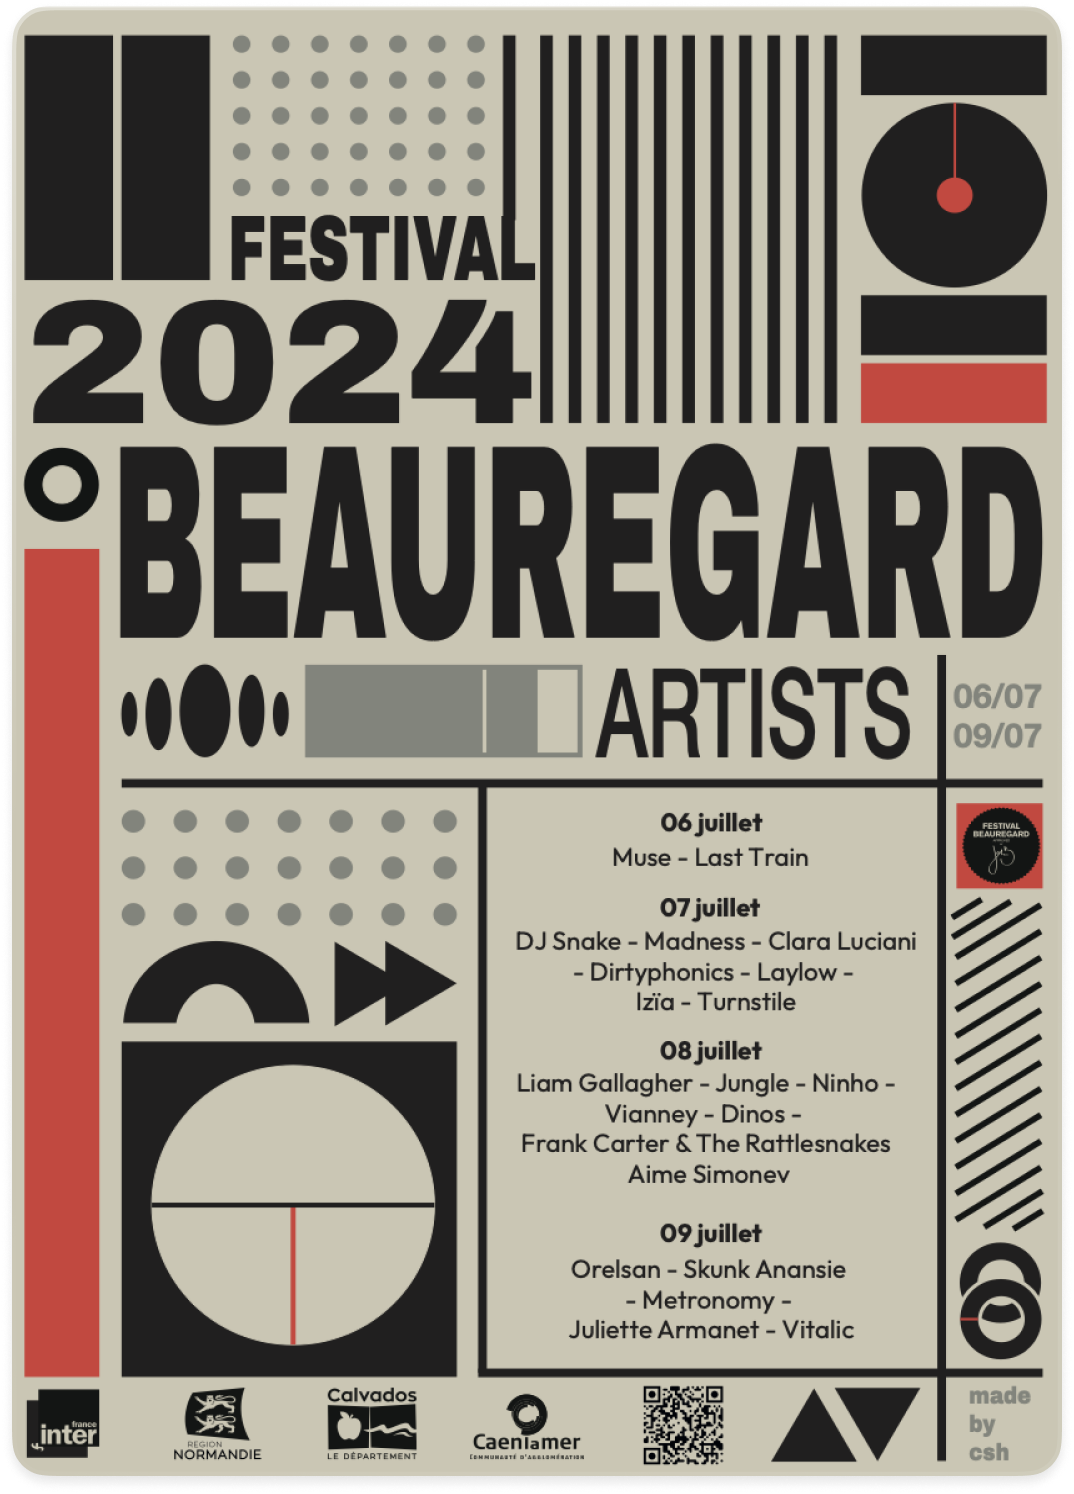 FESTIVAL
2024
BEAUREGARD
ARTISTS
06/07
09/07
06 juillet
Muse - Last Train
07 juillet
DJ Snake - Madness - Clara Luciani
- Dirtyphonics - Laylow -
Izïa - Turnstile
08 juillet
Liam Gallagher - Jungle - Ninho -
Vianney - Dinos -
Frank Carter & The Rattlesnakes
Aime Simonev
09 juillet
Orelsan - Skunk Anansie
- Metronomy -
Juliette Armanet - Vitalic
FESTIVAL
BEAUREGARD
france
inter
REGION
NORMANDIE
Calvados
LE DÉPARTEMENT
Caenlamer
COMMUNAUTÉ D'AGGLOMÉRATION
made
by
csh